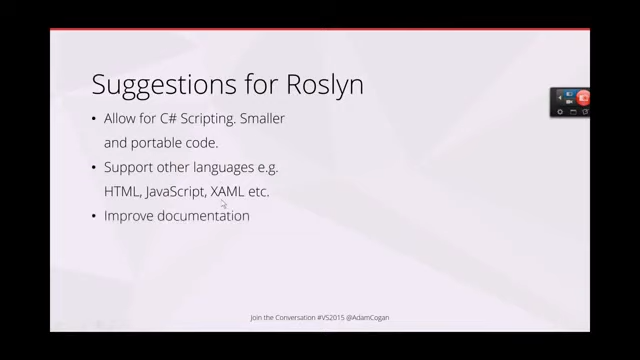 Suggestions for Roslyn
• Allow for C# Scripting. Smaller
and portable code.
• Support other languages e.g.
HTML, JavaScript, XAML etc.
• Improve documentation
Join the Conversation #VS2015 @AdamCogan